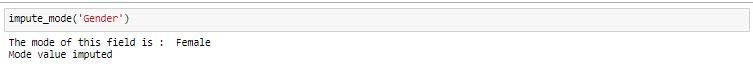 impute_mode('Gender')
The mode of this field is :  Female
Mode value imputed